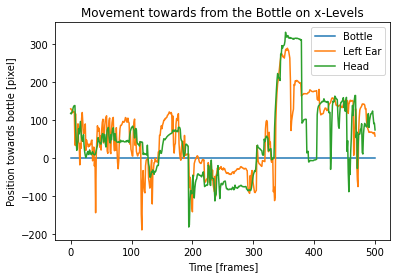 Movement towards from the Bottle on x-Levels
Position towards bottle [pixel]
300
200
100
0
−100
−200
0
100
200
300
400
500
Time [frames]
Bottle
Left Ear
Head